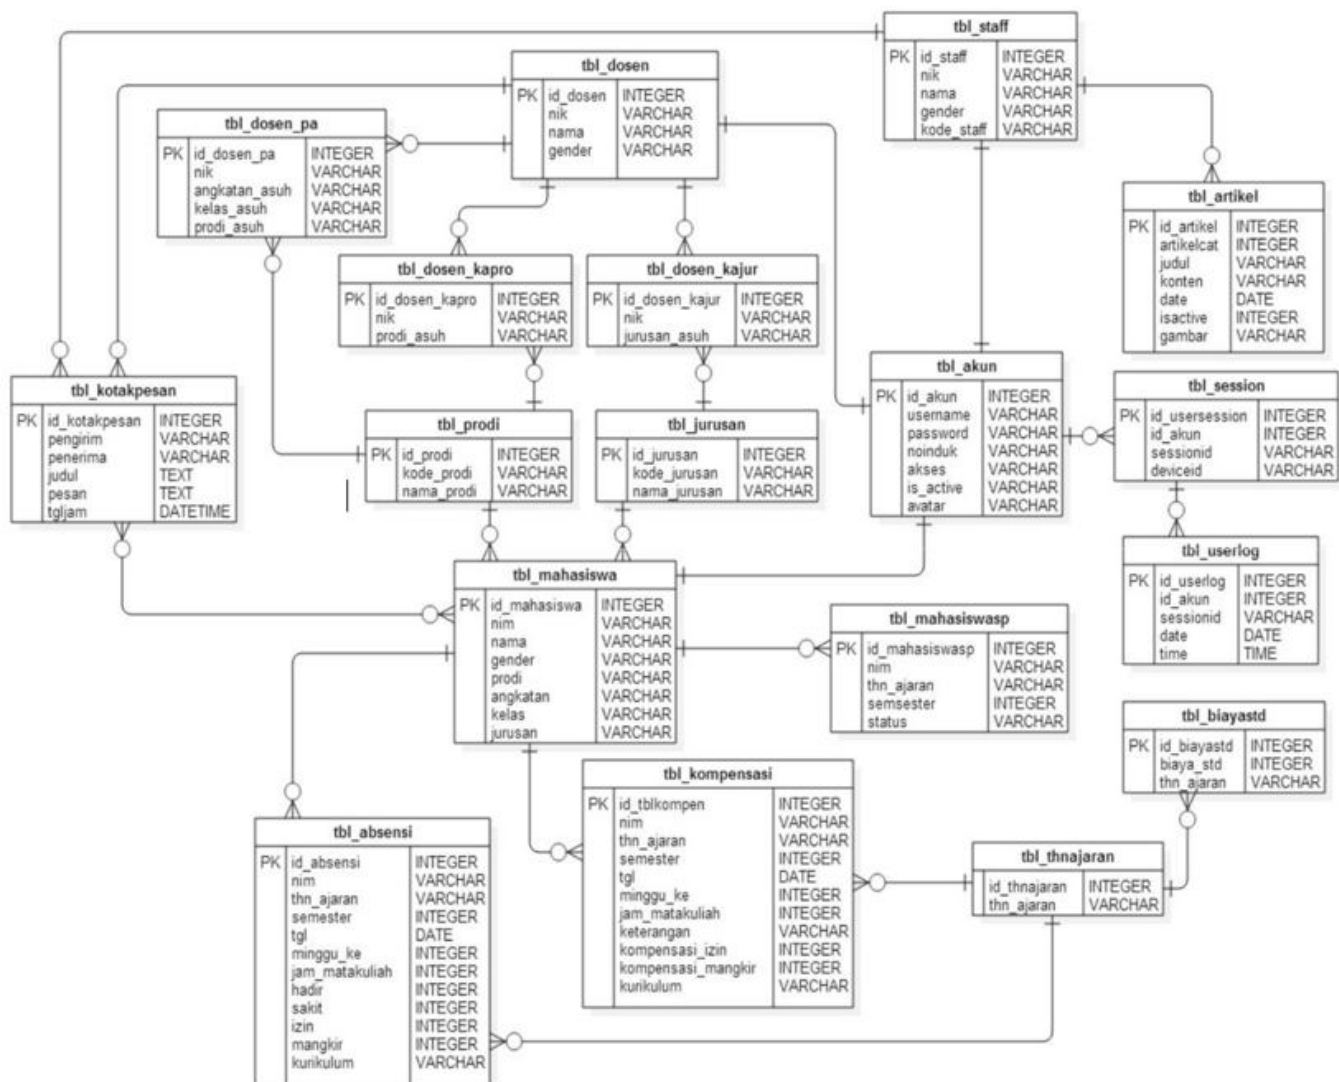 tbl_staff
PK id_staff INTEGER
nik VARCHAR
nama VARCHAR
gender VARCHAR
kode_staff VARCHAR
tbl_dosen
PK id_dosen INTEGER
nik VARCHAR
nama VARCHAR
gender VARCHAR
tbl_dosen_pa
PK id_dosen_pa INTEGER
nik VARCHAR
angkatan_asuh VARCHAR
kelas_asuh VARCHAR
prodi_asuh VARCHAR
tbl_artikel
PK id_artikel INTEGER
artikelcat INTEGER
judul VARCHAR
konten VARCHAR
date DATE
isactive INTEGER
gambar VARCHAR
tbl_dosen_kapro
PK id_dosen_kapro INTEGER
nik VARCHAR
prodi_asuh VARCHAR
tbl_dosen_kajur
PK id_dosen_kajur INTEGER
nik VARCHAR
jurusan_asuh VARCHAR
tbl_kotakpesan
PK id_kotakpesan INTEGER
pengirim VARCHAR
penerima VARCHAR
judul TEXT
pesan TEXT
tgljam DATETIME
tbl_prodi
PK id_prodi INTEGER
kode_prodi VARCHAR
nama_prodi VARCHAR
tbl_jurusan
PK id_jurusan INTEGER
kode_jurusan VARCHAR
nama_jurusan VARCHAR
tbl_akun
PK id_akun INTEGER
username VARCHAR
password VARCHAR
noinduk VARCHAR
akses VARCHAR
is_active VARCHAR
avatar VARCHAR
tbl_session
PK id_usersession INTEGER
id_akun INTEGER
sessionid VARCHAR
deviceid VARCHAR
tbl_userlog
PK id_userlog INTEGER
id_akun INTEGER
sessionid VARCHAR
date DATE
time TIME
tbl_mahasiswa
PK id_mahasiswa INTEGER
nim VARCHAR
nama VARCHAR
gender VARCHAR
prodi VARCHAR
angkatan VARCHAR
kelas VARCHAR
jurusan VARCHAR
tbl_mahasiswasp
PK id_mahasiswasp INTEGER
nim VARCHAR
thn_ajaran VARCHAR
semsester INTEGER
status VARCHAR
tbl_biayastd
PK id_biayastd INTEGER
biaya_std INTEGER
thn_ajaran VARCHAR
tbl_kompensasi
PK id_tblkompen INTEGER
nim VARCHAR
thn_ajaran VARCHAR
semester INTEGER
tgl DATE
minggu_ke INTEGER
jam_matakuliah INTEGER
keterangan VARCHAR
kompensasi_izin INTEGER
kompensasi_mangkir INTEGER
kurikulum VARCHAR
tbl_absensi
PK id_absensi INTEGER
nim VARCHAR
thn_ajaran VARCHAR
semester INTEGER
tgl DATE
minggu_ke INTEGER
jam_matakuliah INTEGER
hadir INTEGER
sakit INTEGER
izin INTEGER
mangkir INTEGER
kurikulum VARCHAR
tbl_thnajaran
id_thnajaran INTEGER
thn_ajaran VARCHAR